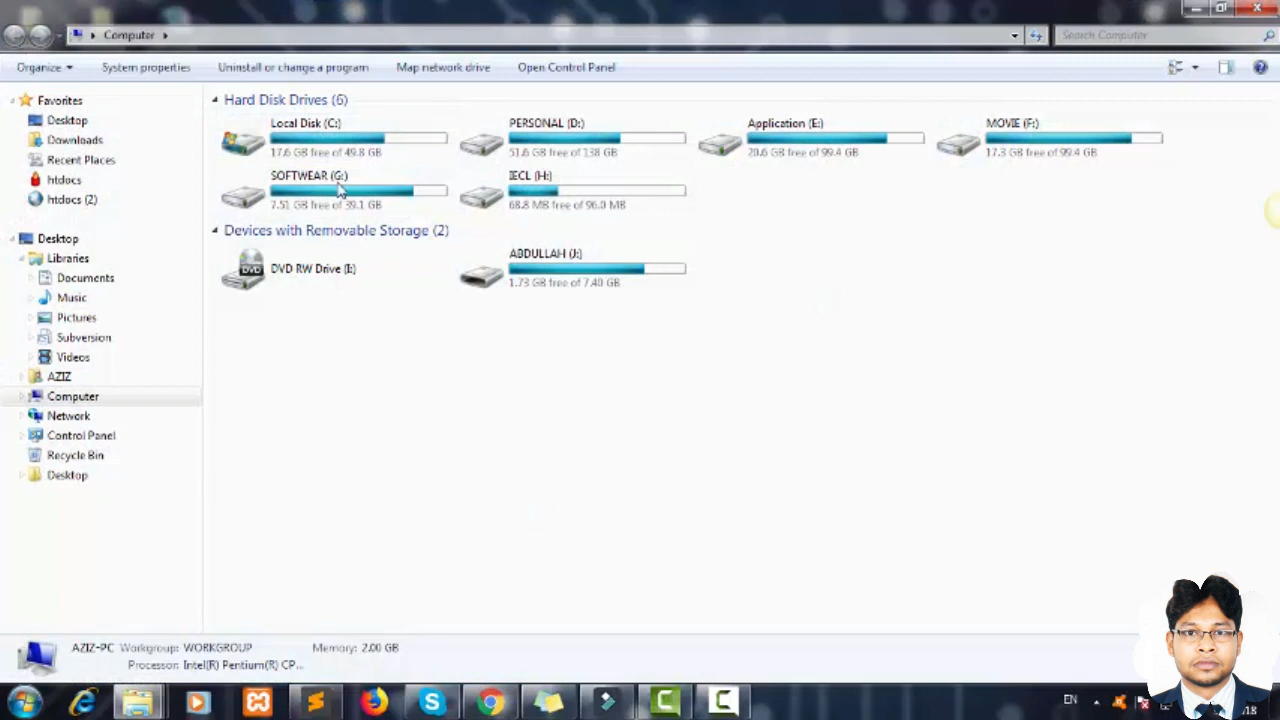 Computer
Search Computer
Organize
System properties
Uninstall or change a program
Map network drive
Open Control Panel
Favorites
Desktop
Downloads
Recent Places
htdocs
htdocs (2)
Desktop
Libraries
Documents
Music
Pictures
Subversion
Videos
AZIZ
Computer
Network
Control Panel
Recycle Bin
Desktop
Hard Disk Drives (6)
Local Disk (C:)
17.6 GB free of 49.8 GB
PERSONAL (D:)
51.6 GB free of 138 GB
Application (E:)
20.6 GB free of 99.4 GB
MOVIE (F:)
17.3 GB free of 99.4 GB
SOFTWEAR (G:)
7.51 GB free of 39.1 GB
IECL (H:)
68.8 MB free of 96.0 MB
Devices with Removable Storage (2)
DVD
DVD RW Drive (I:)
ABDULLAH (J:)
1.73 GB free of 7.40 GB
AZIZ-PC Workgroup: WORKGROUP Memory: 2.00 GB
Processor: Intel(R) Pentium(R) CP...
EN